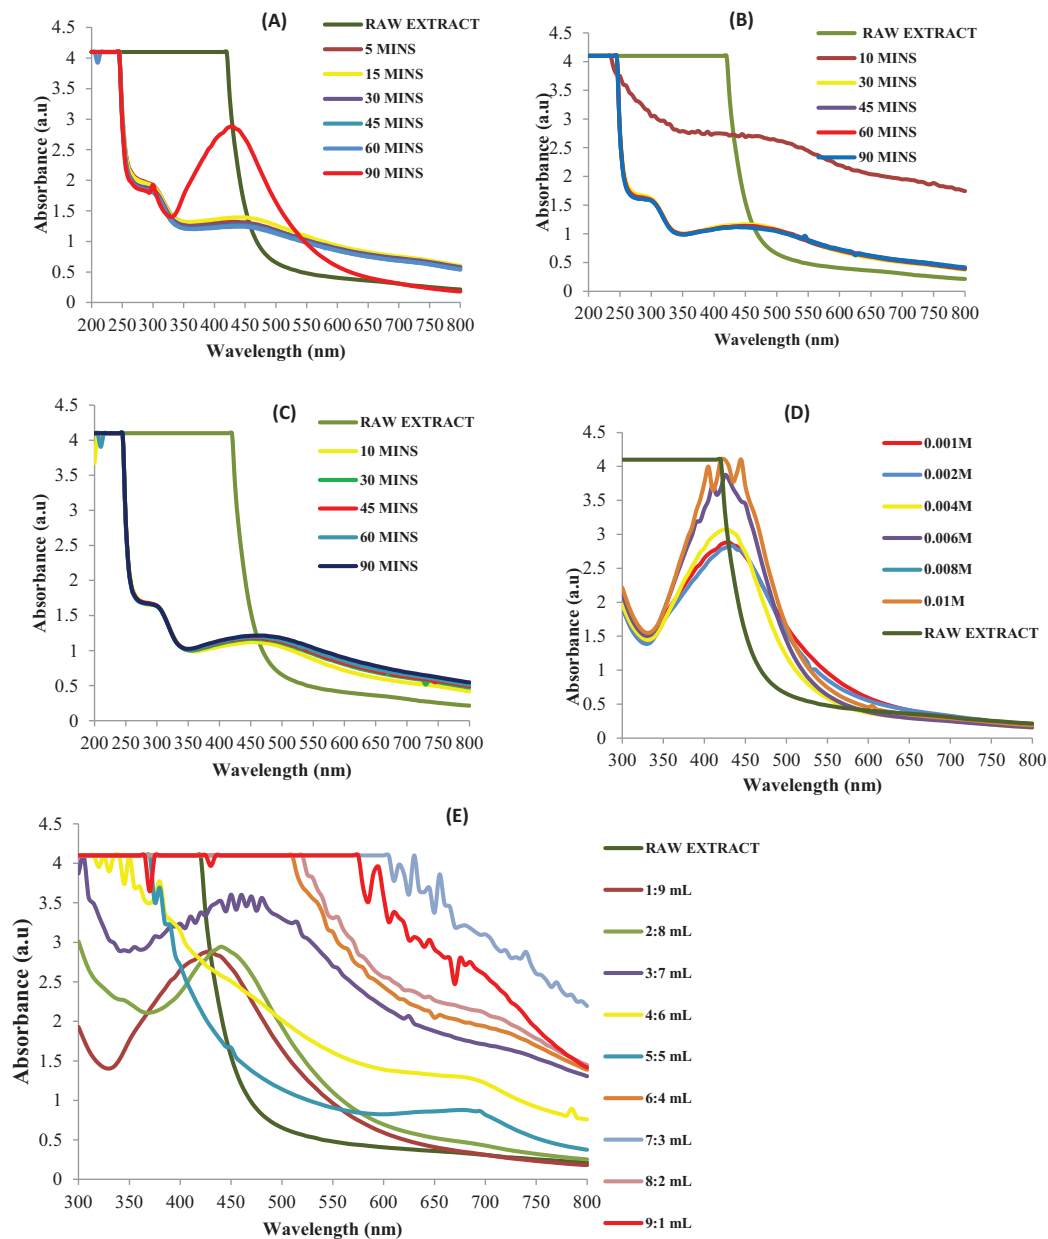 (A)
Absorbance (a.u)
4.5
4
3.5
3
2.5
2
1.5
1
0.5
0
200 250 300 350 400 450 500 550 600 650 700 750 800
Wavelength (nm)
RAW EXTRACT
5 MINS
15 MINS
30 MINS
45 MINS
60 MINS
90 MINS
(B)
Absorbance (a.u)
4.5
4
3.5
3
2.5
2
1.5
1
0.5
0
200 250 300 350 400 450 500 550 600 650 700 750 800
Wavelength (nm)
RAW EXTRACT
10 MINS
30 MINS
45 MINS
60 MINS
90 MINS
(C)
Absorbance (a.u)
4.5
4
3.5
3
2.5
2
1.5
1
0.5
0
200 250 300 350 400 450 500 550 600 650 700 750 800
Wavelength (nm)
RAW EXTRACT
10 MINS
30 MINS
45 MINS
60 MINS
90 MINS
(D)
Absorbance (a.u)
4.5
4
3.5
3
2.5
2
1.5
1
0.5
0
300 350 400 450 500 550 600 650 700 750 800
Wavelength (nm)
0.001M
0.002M
0.004M
0.006M
0.008M
0.01M
RAW EXTRACT
(E)
Absorbance (a.u)
4.5
4
3.5
3
2.5
2
1.5
1
0.5
0
300 350 400 450 500 550 600 650 700 750 800
Wavelength (nm)
RAW EXTRACT
1:9 mL
2:8 mL
3:7 mL
4:6 mL
5:5 mL
6:4 mL
7:3 mL
8:2 mL
9:1 mL